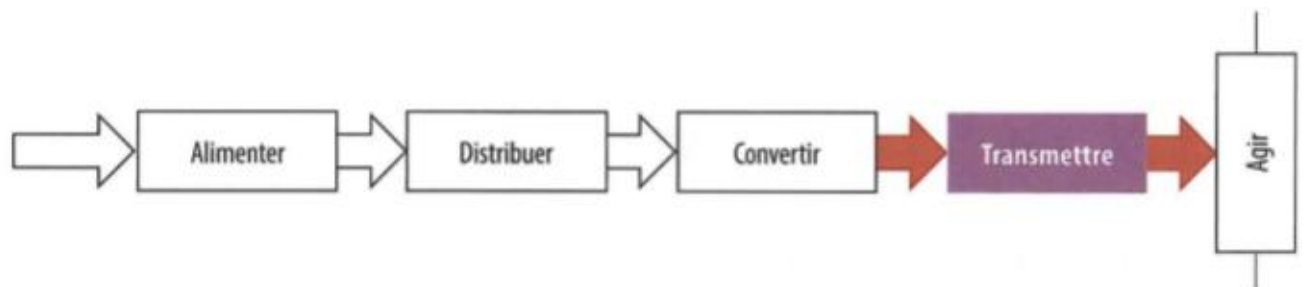 Alimenter
Distribuer
Convertir
Transmettre
Agir